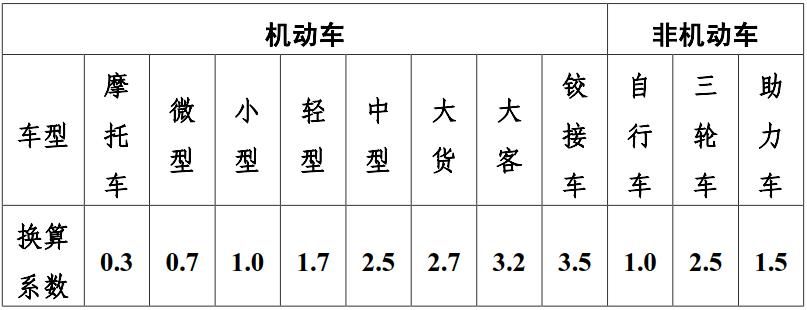 机动车 非机动车
车型 摩托车 微型 小型 轻型 中型 大货 大客 铰接车 自行车 三轮车 助力车
换算系数 0.3 0.7 1.0 1.7 2.5 2.7 3.2 3.5 1.0 2.5 1.5